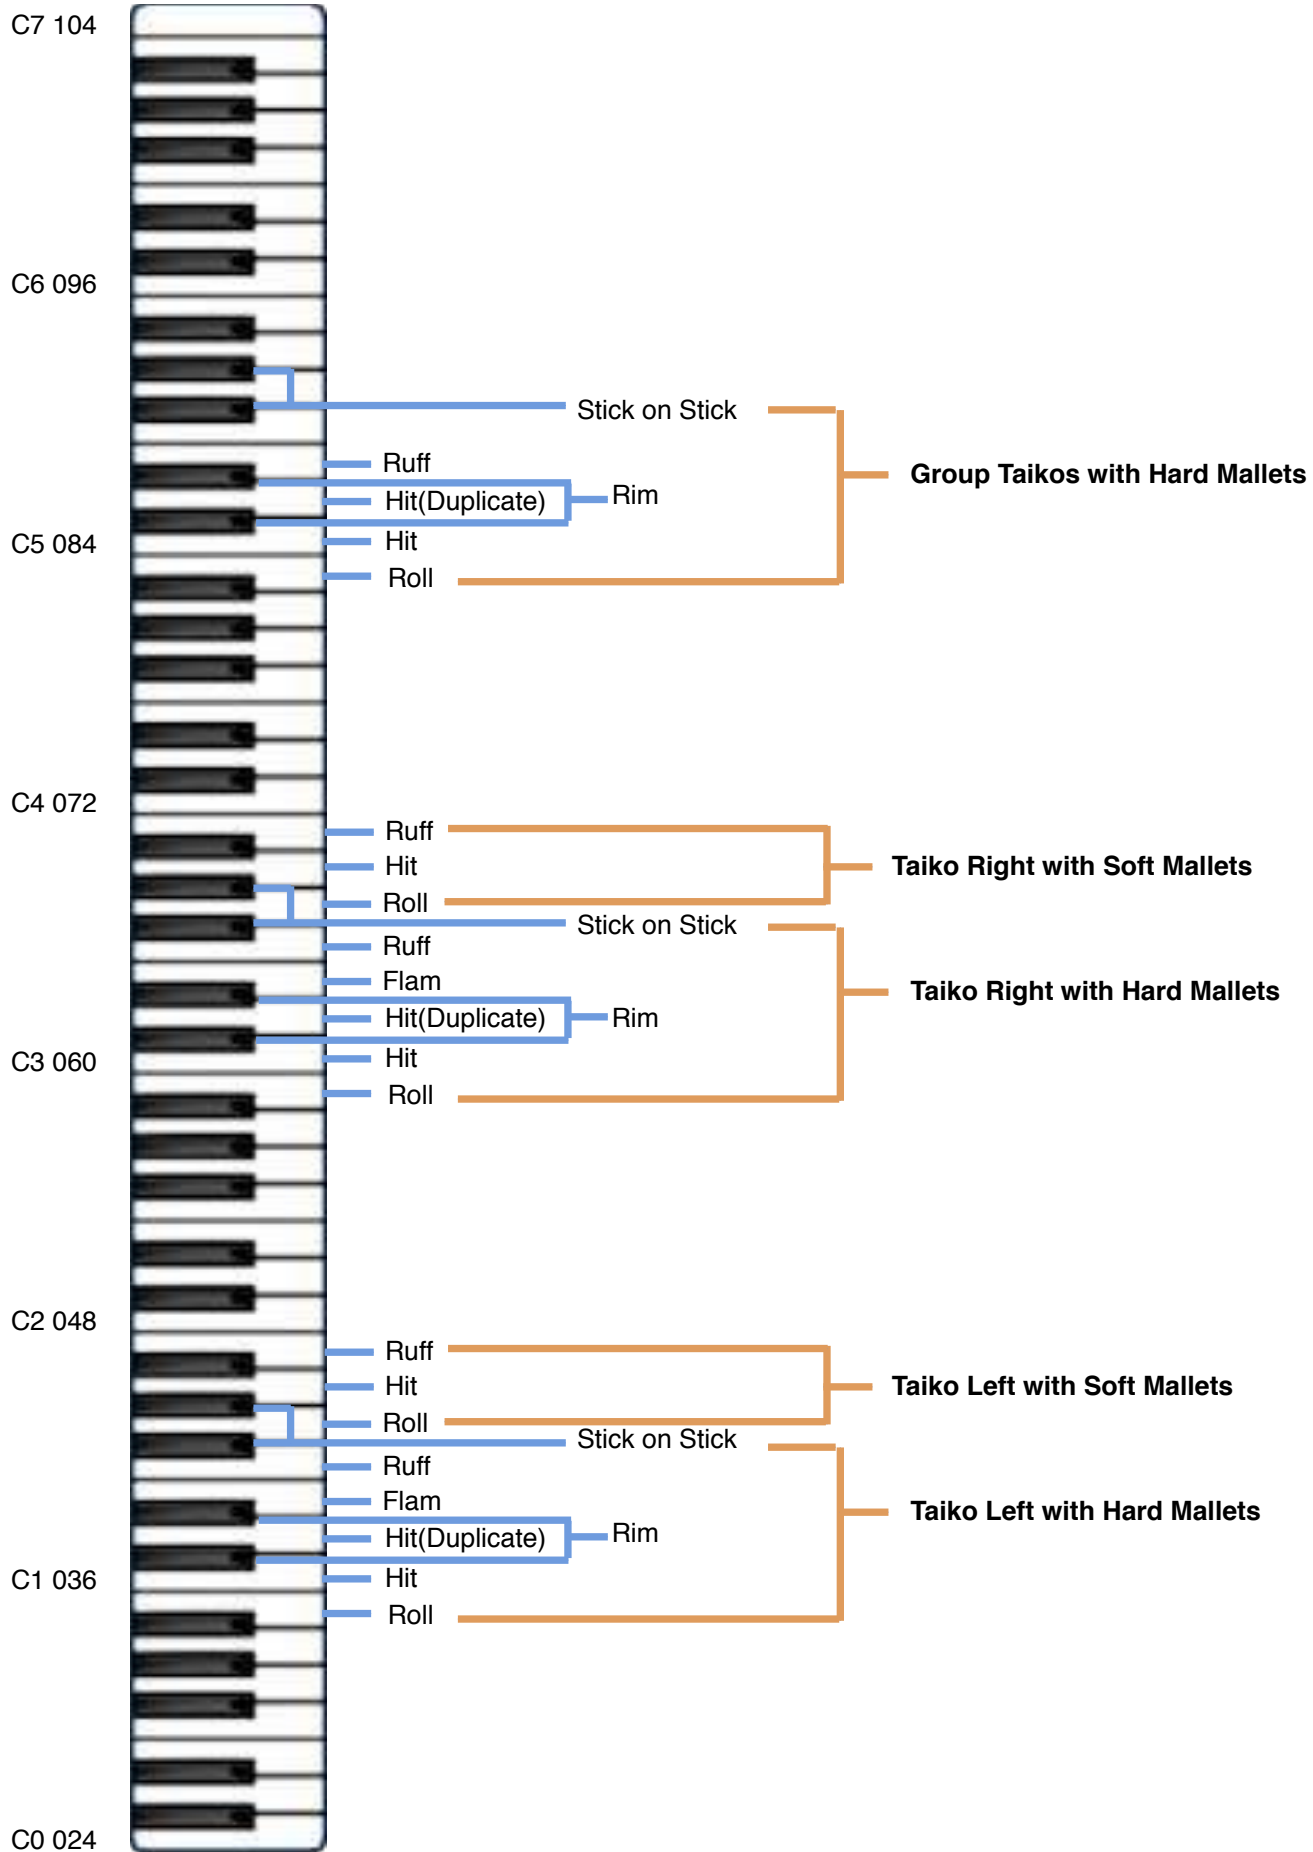 C7 104
C6 096
Stick on Stick
Ruff
Group Taikos with Hard Mallets
Hit(Duplicate)
Rim
C5 084
Hit
Roll
C4 072
Ruff
Hit
Taiko Right with Soft Mallets
Roll
Stick on Stick
Ruff
Flam
Taiko Right with Hard Mallets
Hit(Duplicate)
Rim
C3 060
Hit
Roll
C2 048
Ruff
Hit
Taiko Left with Soft Mallets
Roll
Stick on Stick
Ruff
Flam
Taiko Left with Hard Mallets
Hit(Duplicate)
Rim
C1 036
Hit
Roll
C0 024